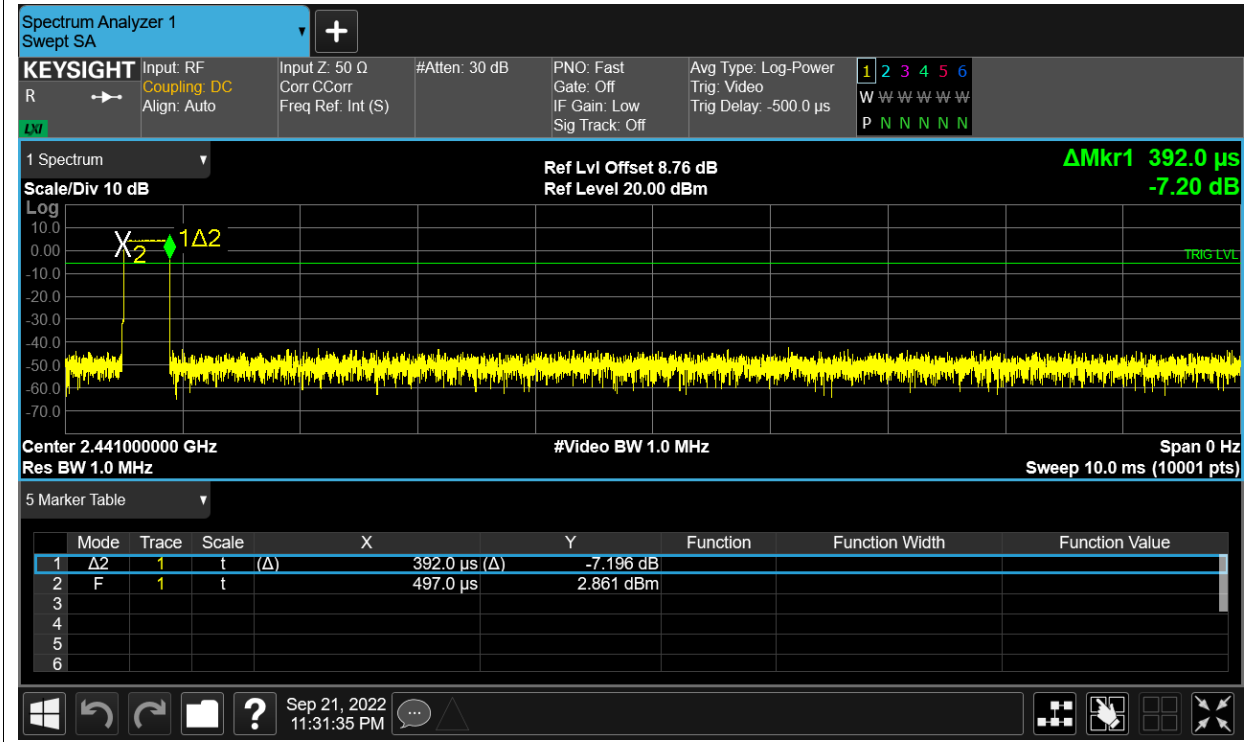 Spectrum Analyzer 1
Swept SA
+
KEYSIGHT Input: RF Input Z: 50 Ω #Atten: 30 dB PNO: Fast Avg Type: Log-Power 1 2 3 4 5 6
R Coupling: DC Corr CCorr Gate: Off Trig: Video W W W W W W
Align: Auto Freq Ref: Int (S) IF Gain: Low Trig Delay: -500.0 µs
LXI Sig Track: Off P N N N N N
1 Spectrum
Ref Lvl Offset 8.76 dB ΔMkr1 392.0 µs
Scale/Div 10 dB Ref Level 20.00 dBm -7.20 dB
Log
10.0
X2 1Δ2
0.00
TRIG LVL
-10.0
-20.0
-30.0
-40.0
-50.0
-60.0
-70.0
Center 2.441000000 GHz #Video BW 1.0 MHz Span 0 Hz
Res BW 1.0 MHz Sweep 10.0 ms (10001 pts)
5 Marker Table
Mode Trace Scale X Y Function Function Width Function Value
1 Δ2 1 t (Δ) 392.0 µs (Δ) -7.196 dB
2 F 1 t 497.0 µs 2.861 dBm
3
4
5
6
? Sep 21, 2022
11:31:35 PM